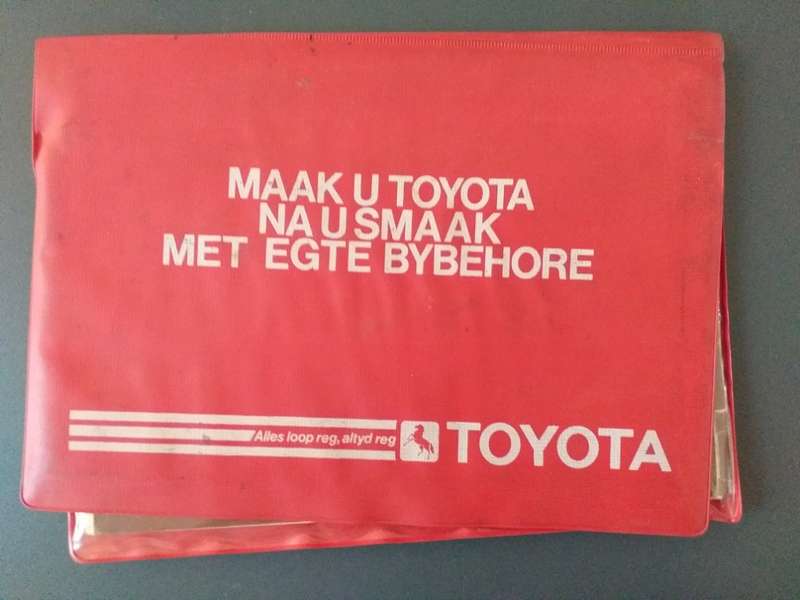 MAAK U TOYOTA
NA U SMAAK
MET EGTE BYBEHORE
Alles loop reg, altyd reg
TOYOTA